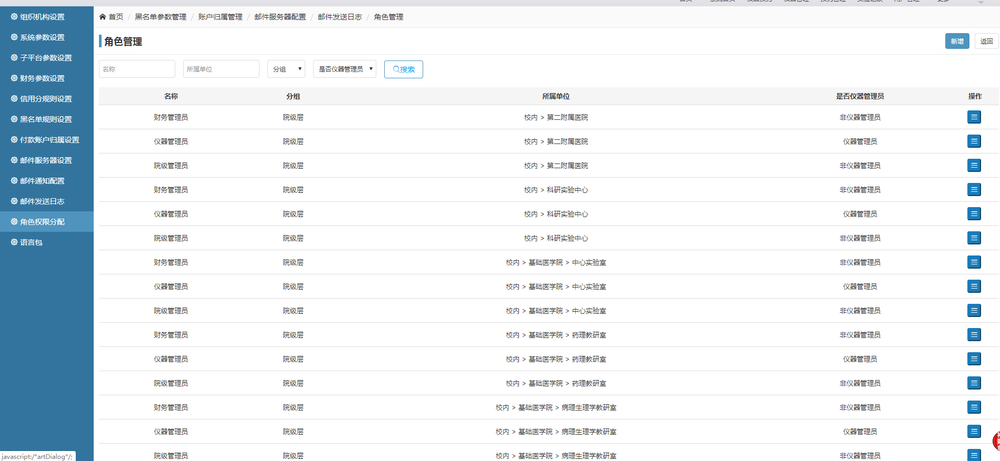 组织机构设置
系统参数设置
子平台参数设置
财务参数设置
信用分规则设置
黑名单规则设置
付款账户归属设置
邮件服务器设置
邮件通知配置
邮件发送日志
角色权限分配
语言包
首页 / 黑名单参数管理 / 账户归属管理 / 邮件服务器配置 / 邮件发送日志 / 角色管理
角色管理 新增 返回
名称 所属单位 分组 是否仪器管理员 搜索
名称 分组 所属单位 是否仪器管理员 操作
财务管理员 院级层 校内 > 第二附属医院 非仪器管理员
仪器管理员 院级层 校内 > 第二附属医院 仪器管理员
院级管理员 院级层 校内 > 第二附属医院 非仪器管理员
财务管理员 院级层 校内 > 科研实验中心 非仪器管理员
仪器管理员 院级层 校内 > 科研实验中心 仪器管理员
院级管理员 院级层 校内 > 科研实验中心 非仪器管理员
财务管理员 院级层 校内 > 基础医学院 > 中心实验室 非仪器管理员
仪器管理员 院级层 校内 > 基础医学院 > 中心实验室 仪器管理员
院级管理员 院级层 校内 > 基础医学院 > 中心实验室 非仪器管理员
财务管理员 院级层 校内 > 基础医学院 > 药理教研室 非仪器管理员
仪器管理员 院级层 校内 > 基础医学院 > 药理教研室 仪器管理员
院级管理员 院级层 校内 > 基础医学院 > 药理教研室 非仪器管理员
财务管理员 院级层 校内 > 基础医学院 > 病理生理学教研室 非仪器管理员
仪器管理员 院级层 校内 > 基础医学院 > 病理生理学教研室 仪器管理员
院级管理员 院级层 校内 > 基础医学院 > 病理生理学教研室 非仪器管理员
javascript:/*artDialog*/;